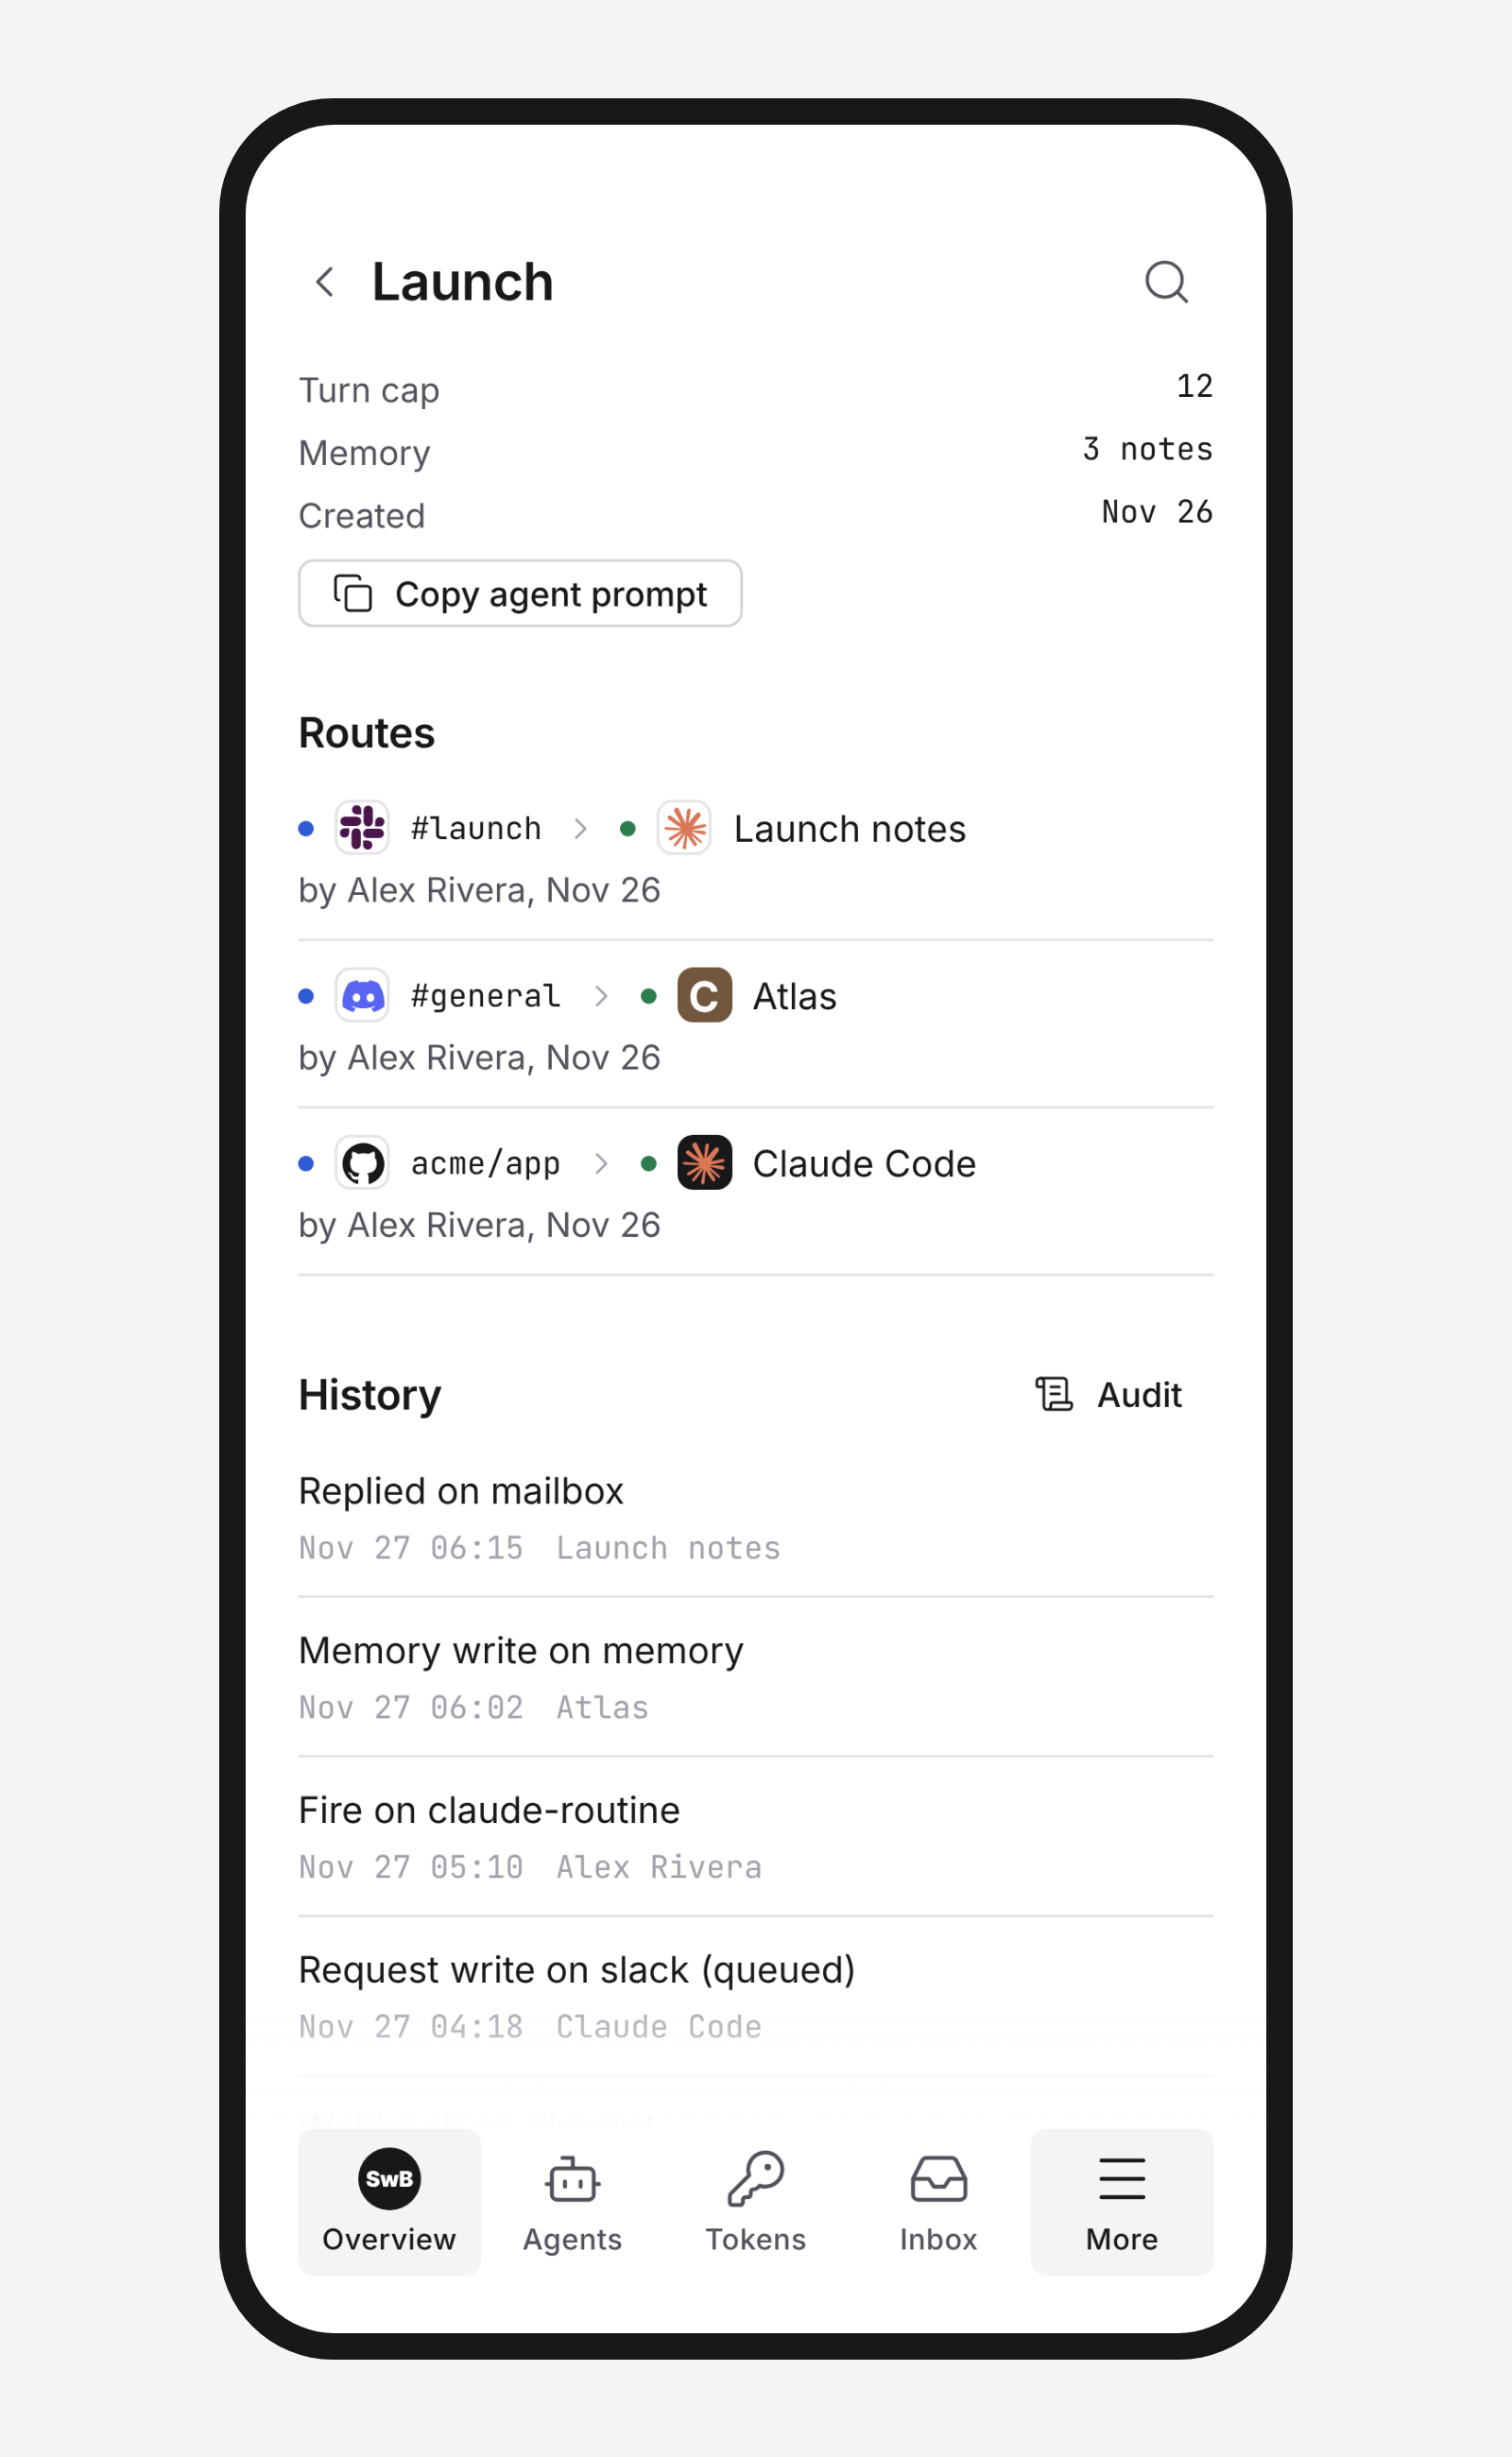 Launch
Turn cap 12
Memory 3 notes
Created Nov 26
Copy agent prompt
Routes
#launch Launch notes
by Alex Rivera, Nov 26
#general C Atlas
by Alex Rivera, Nov 26
acme/app Claude Code
by Alex Rivera, Nov 26
History Audit
Replied on mailbox
Nov 27 06:15 Launch notes
Memory write on memory
Nov 27 06:02 Atlas
Fire on claude-routine
Nov 27 05:10 Alex Rivera
Request write on slack (queued)
Nov 27 04:18 Claude Code
SwB
Overview Agents Tokens Inbox More